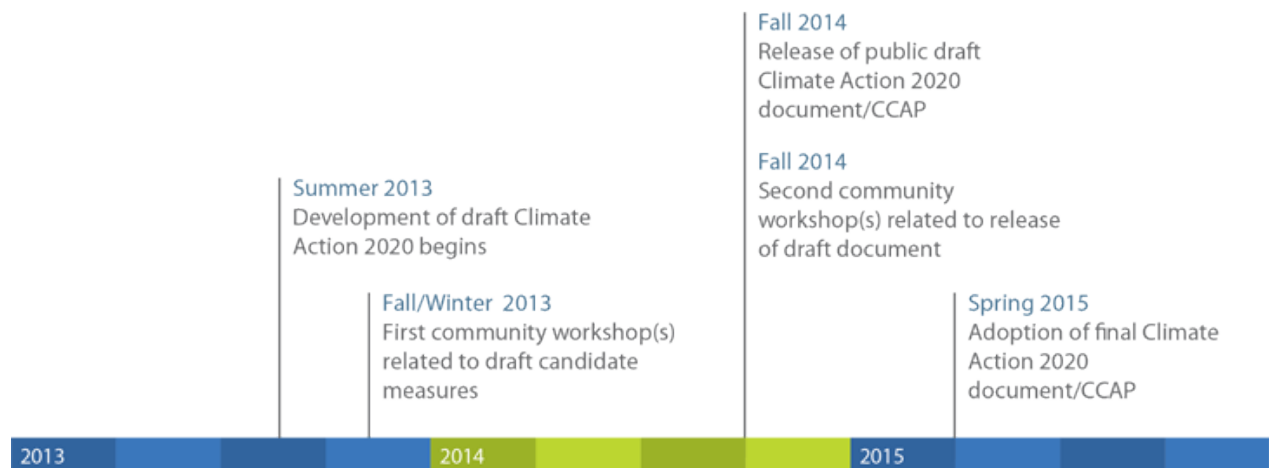 Fall 2014
Release of public draft
Climate Action 2020
document/CCAP
Fall 2014
Second community
workshop(s) related to release
of draft document
Summer 2013
Development of draft Climate
Action 2020 begins
Fall/Winter 2013
First community workshop(s)
related to draft candidate
measures
Spring 2015
Adoption of final Climate
Action 2020
document/CCAP
2013
2014
2015